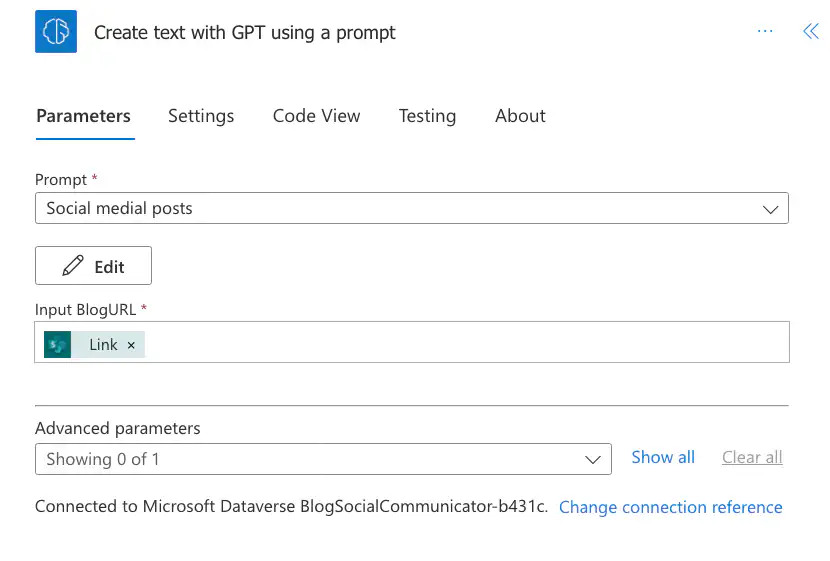 Create text with GPT using a prompt
Parameters Settings Code View Testing About
Prompt *
Social medial posts
Edit
Input BlogURL *
Link ×
Advanced parameters
Showing 0 of 1 Show all Clear all
Connected to Microsoft Dataverse BlogSocialCommunicator-b431c. Change connection reference